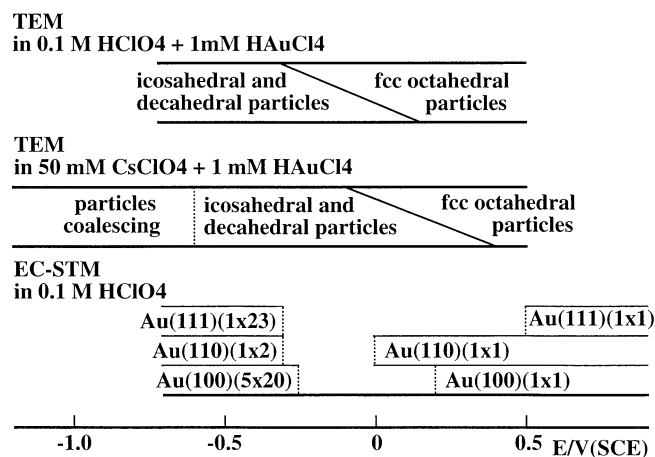 TEM
in 0.1 M HClO4 + 1mM HAuCl4
icosahedral and
decahedral particles
fcc octahedral
particles
TEM
in 50 mM CsClO4 + 1 mM HAuCl4
particles
coalescing
icosahedral and
decahedral particles
fcc octahedral
particles
EC-STM
in 0.1 M HClO4
Au(111)(1x23)
Au(111)(1x1)
Au(110)(1x2)
Au(110)(1x1)
Au(100)(5x20)
Au(100)(1x1)
-1.0 -0.5 0 0.5 E/V(SCE)